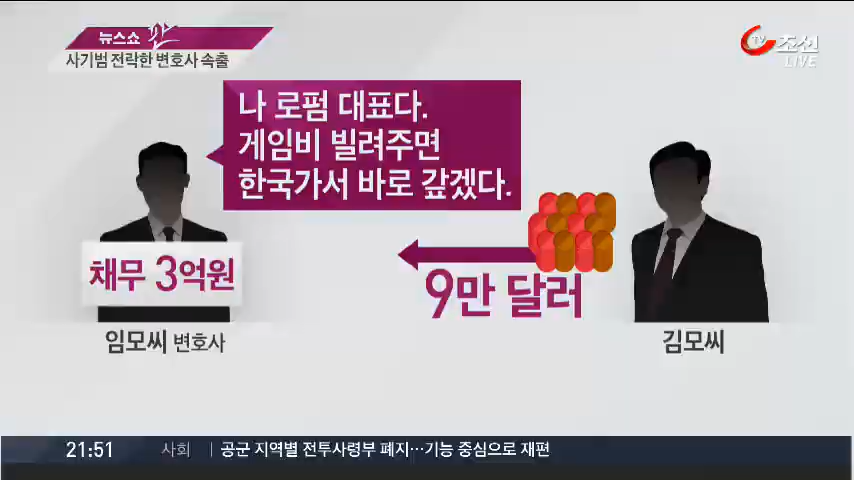 뉴스쇼 판
사기범 전락한 변호사 속출
TV조선
LIVE
나 로펌 대표다.
게임비 빌려주면
한국가서 바로 갚겠다.
채무 3억원
9만 달러
임모씨 변호사
김모씨
21:51 사회 공군 지역별 전투사령부 폐지…기능 중심으로 재편